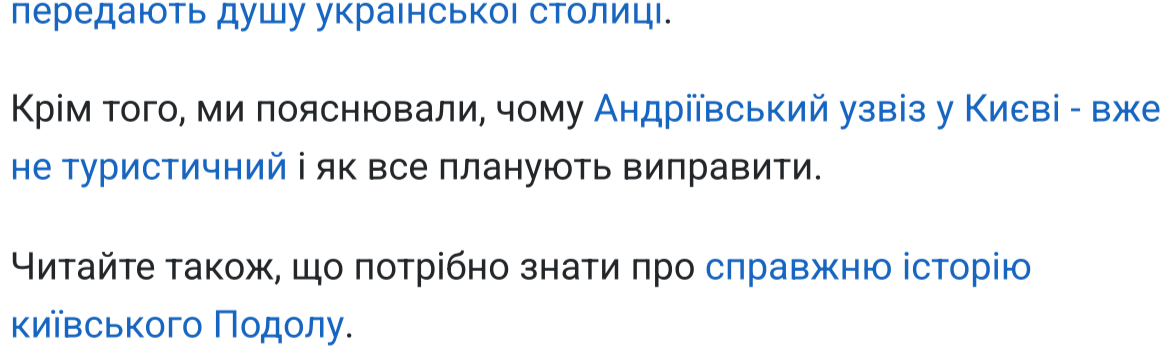 передають душу української столиці.
Крім того, ми пояснювали, чому Андріївський узвіз у Києві - вже
не туристичний і як все планують виправити.
Читайте також, що потрібно знати про справжню історію
київського Подолу.